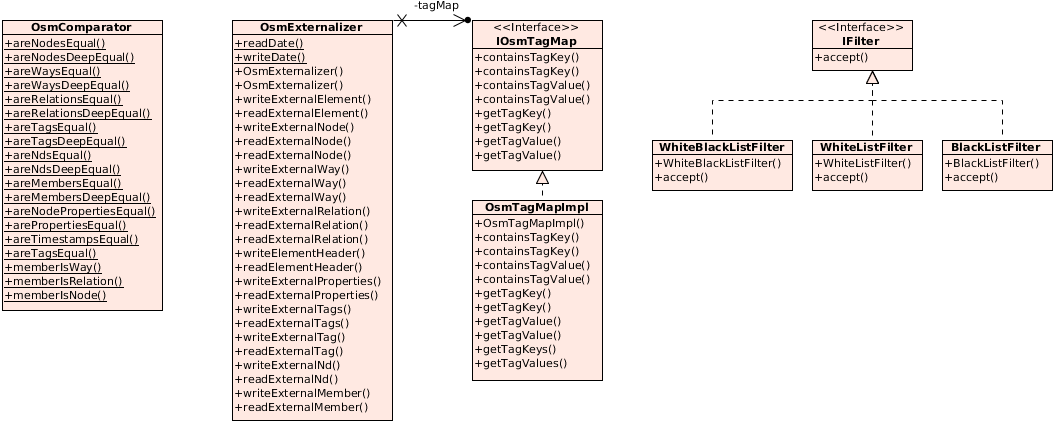 -tagMap
OsmComparator
+areNodesEqual()
+areNodesDeepEqual()
+areWaysEqual()
+areWaysDeepEqual()
+areRelationsEqual()
+areRelationsDeepEqual()
+areTagsEqual()
+areTagsDeepEqual()
+areNdsEqual()
+areNdsDeepEqual()
+areMembersEqual()
+areMembersDeepEqual()
+areNodePropertiesEqual()
+arePropertiesEqual()
+areTimestampsEqual()
+areTagsEqual()
+memberIsWay()
+memberIsRelation()
+memberIsNode()
OsmExternalizer
+readDate()
+writeDate()
+OsmExternalizer()
+OsmExternalizer()
+writeExternalElement()
+readExternalElement()
+writeExternalNode()
+readExternalNode()
+readExternalNode()
+writeExternalWay()
+readExternalWay()
+readExternalWay()
+writeExternalRelation()
+readExternalRelation()
+readExternalRelation()
+writeElementHeader()
+readElementHeader()
+writeExternalProperties()
+readExternalProperties()
+writeExternalTags()
+readExternalTags()
+writeExternalTag()
+readExternalTag()
+writeExternalNd()
+readExternalNd()
+writeExternalMember()
+readExternalMember()
<<Interface>>
IOsmTagMap
+containsTagKey()
+containsTagKey()
+containsTagValue()
+containsTagValue()
+getTagKey()
+getTagKey()
+getTagValue()
+getTagValue()
OsmTagMapImpl
+OsmTagMapImpl()
+containsTagKey()
+containsTagKey()
+containsTagValue()
+containsTagValue()
+getTagKey()
+getTagKey()
+getTagValue()
+getTagValue()
+getTagKeys()
+getTagValues()
<<Interface>>
IFilter
+accept()
WhiteBlackListFilter
+WhiteBlackListFilter()
+accept()
WhiteListFilter
+WhiteListFilter()
+accept()
BlackListFilter
+BlackListFilter()
+accept()